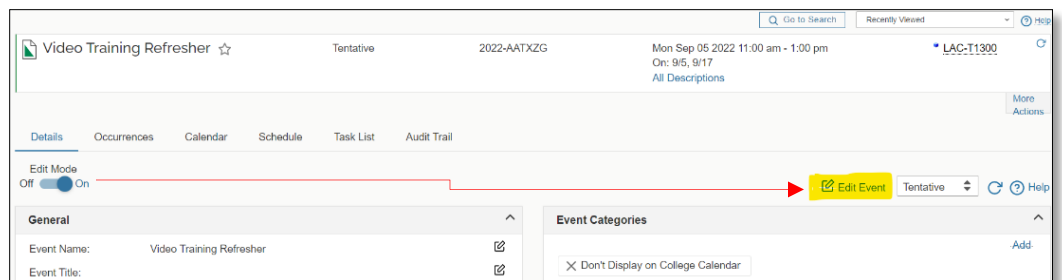 Go to Search Recently Viewed Help
Video Training Refresher Tentative 2022-AATXZG Mon Sep 05 2022 11:00 am - 1:00 pm LAC-T1300
On: 9/5, 9/17
All Descriptions
More
Actions
Details Occurrences Calendar Schedule Task List Audit Trail
Edit Mode
Off On Edit Event Tentative Help
General Event Categories
Event Name: Video Training Refresher Add
Event Title: Don't Display on College Calendar